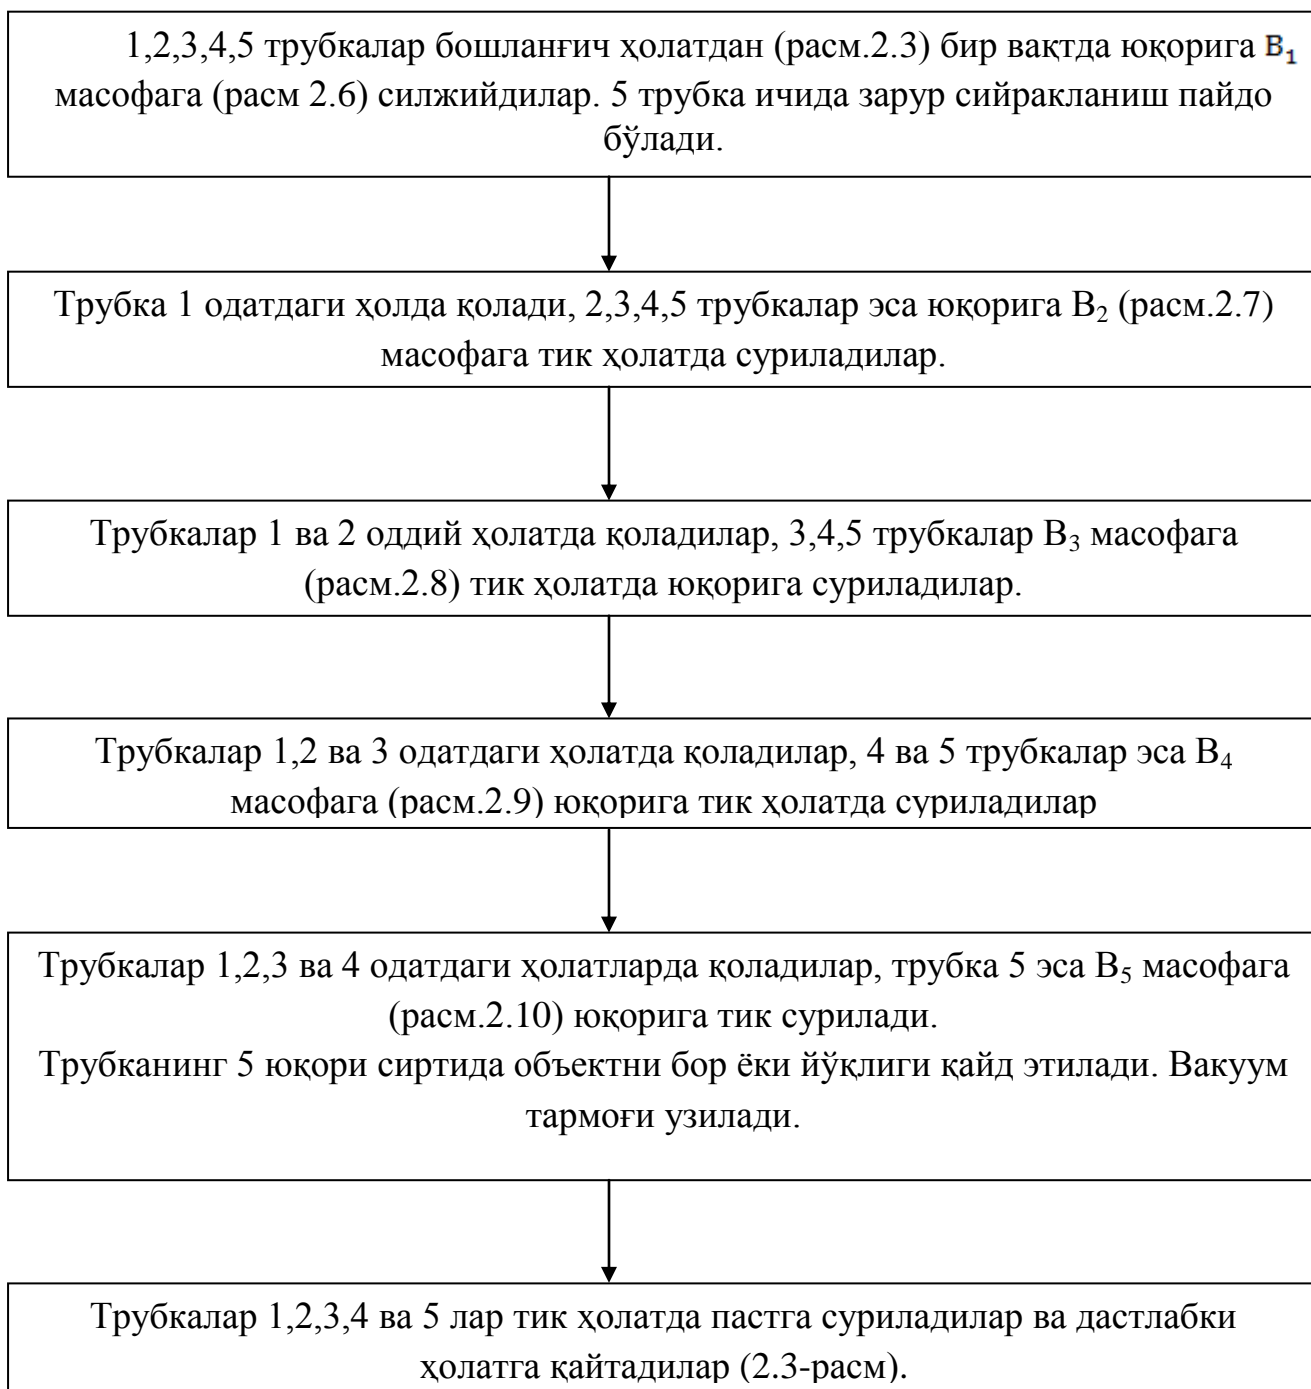 1,2,3,4,5 трубкалар бошланғич ҳолатдан (расм.2.3) бир вақтда юқорига B₁
масофага (расм 2.6) силжийдилар. 5 трубка ичида зарур сийракланиш пайдо
бўлади.
Трубка 1 одатдаги ҳолда қолади, 2,3,4,5 трубкалар эса юқорига B₂ (расм.2.7)
масофага тик ҳолатда суриладилар.
Трубкалар 1 ва 2 оддий ҳолатда қоладилар, 3,4,5 трубкалар B₃ масофага
(расм.2.8) тик ҳолатда юқорига суриладилар.
Трубкалар 1,2 ва 3 одатдаги ҳолатда қоладилар, 4 ва 5 трубкалар эса B₄
масофага (расм.2.9) юқорига тик ҳолатда суриладилар
Трубкалар 1,2,3 ва 4 одатдаги ҳолатларда қоладилар, трубка 5 эса B₅ масофага
(расм.2.10) юқорига тик сурилади.
Трубканинг 5 юқори сиртида объектни бор ёки йўқлиги қайд этилади. Вакуум
тармоғи узилади.
Трубкалар 1,2,3,4 ва 5 лар тик ҳолатда пастга суриладилар ва дастлабки
ҳолатга қайтадилар (2.3-расм).